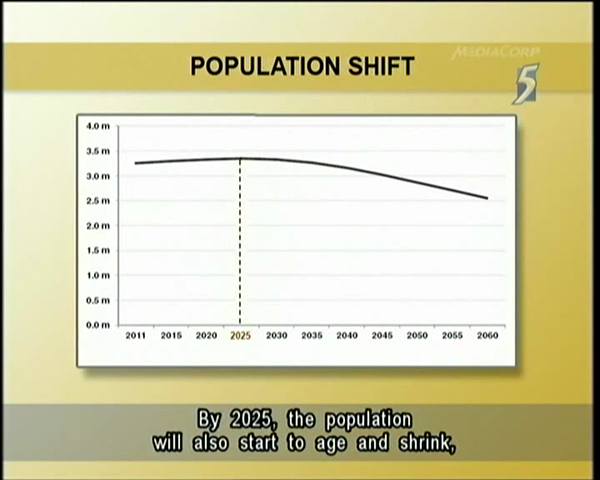 MEDIACORP
5
POPULATION SHIFT
4.0 m
3.5 m
3.0 m
2.5 m
2.0 m
1.5 m
1.0 m
0.5 m
0.0 m
2011 2015 2020 2025 2030 2035 2040 2045 2050 2055 2060
By 2025, the population
will also start to age and shrink,